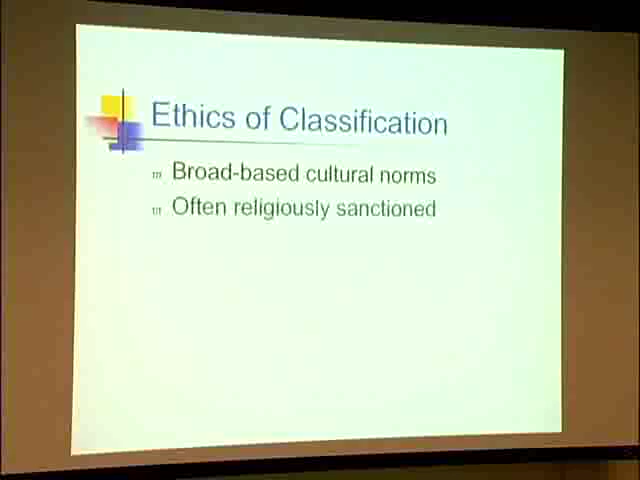 Ethics of Classification
Broad-based cultural norms
Often religiously sanctioned